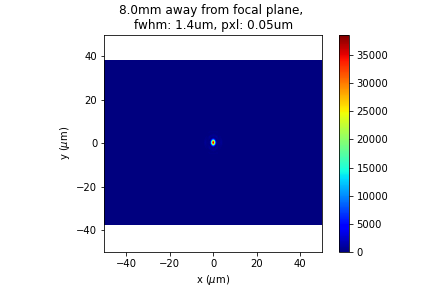 8.0mm away from focal plane,
fwhm: 1.4um, pxl: 0.05um
40
20
0
−20
−40
y (μm)
−40 −20 0 20 40
x (μm)
35000
30000
25000
20000
15000
10000
5000
0